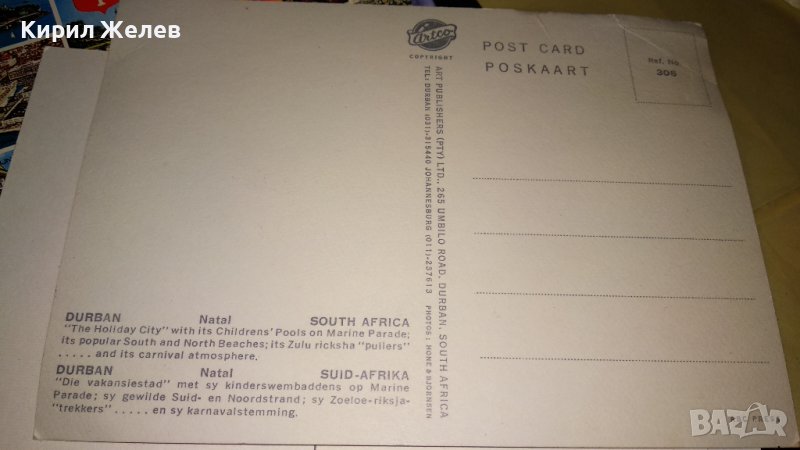 Кирил Желев
Artco
COPYRIGHT
POST CARD
POSKAART
Ref. No.
306
ART PUBLISHERS (PTY) LTD., 265 UMBILO ROAD, DURBAN, SOUTH AFRICA
TEL: DURBAN (031)-315440 JOHANNESBURG (011)-237613 PHOTOS: HONE & BJORNSEN
DURBAN Natal SOUTH AFRICA
"The Holiday City" with its Childrens' Pools on Marine Parade;
its popular South and North Beaches; its Zulu ricksha "pullers"
..... and its carnival atmosphere.
DURBAN Natal SUID-AFRIKA
"Die vakansiestad" met sy kinderswembaddens op Marine
Parade; sy gewilde Suid- en Noordstrand; sy Zoeloe-riksja-
"trekkers" ..... en sy karnavalstemming.
PRESS
BAZAR